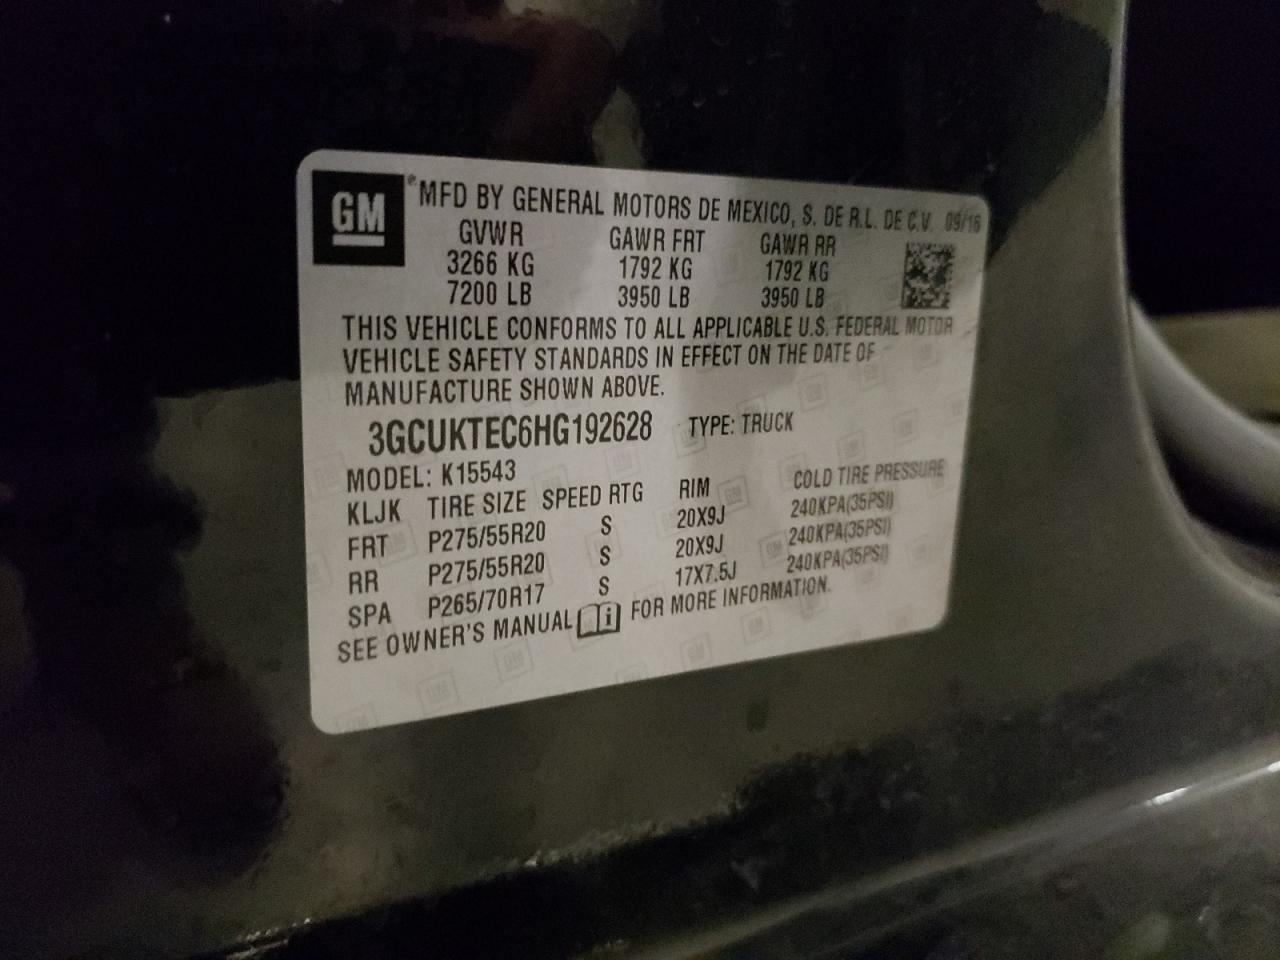 GM
® MFD BY GENERAL MOTORS DE MEXICO, S. DE R.L. DE C.V. 09/16
GVWR GAWR FRT GAWR RR
3266 KG 1792 KG 1792 KG
7200 LB 3950 LB 3950 LB
THIS VEHICLE CONFORMS TO ALL APPLICABLE U.S. FEDERAL MOTOR
VEHICLE SAFETY STANDARDS IN EFFECT ON THE DATE OF
MANUFACTURE SHOWN ABOVE.
3GCUKTEC6HG192628 TYPE: TRUCK
MODEL: K15543
KLJK TIRE SIZE SPEED RTG RIM COLD TIRE PRESSURE
FRT P275/55R20 S 20X9J 240KPA(35PSI)
RR P275/55R20 S 20X9J 240KPA(35PSI)
SPA P265/70R17 S 17X7.5J 240KPA(35PSI)
SEE OWNER'S MANUAL i FOR MORE INFORMATION.